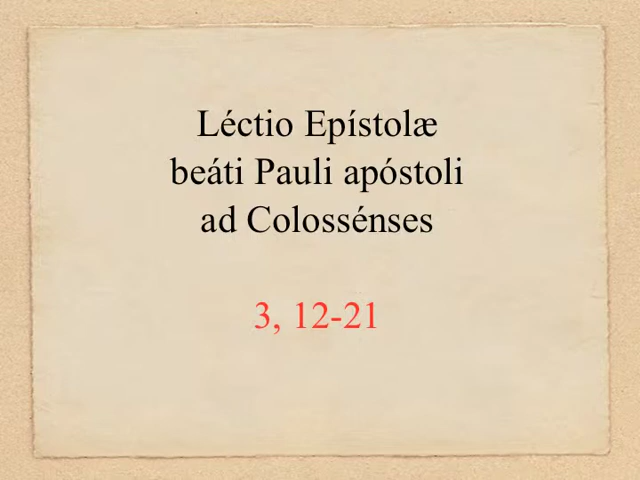 Léctio Epístolæ
beáti Pauli apóstoli
ad Colossénses
3, 12-21